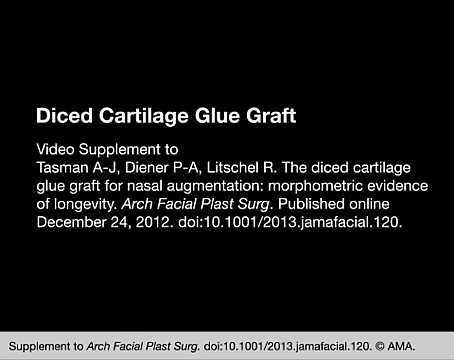 Diced Cartilage Glue Graft
Video Supplement to
Tasman A-J, Diener P-A, Litschel R. The diced cartilage
glue graft for nasal augmentation: morphometric evidence
of longevity. Arch Facial Plast Surg. Published online
December 24, 2012. doi:10.1001/2013.jamafacial.120.
Supplement to Arch Facial Plast Surg. doi:10.1001/2013.jamafacial.120. © AMA.